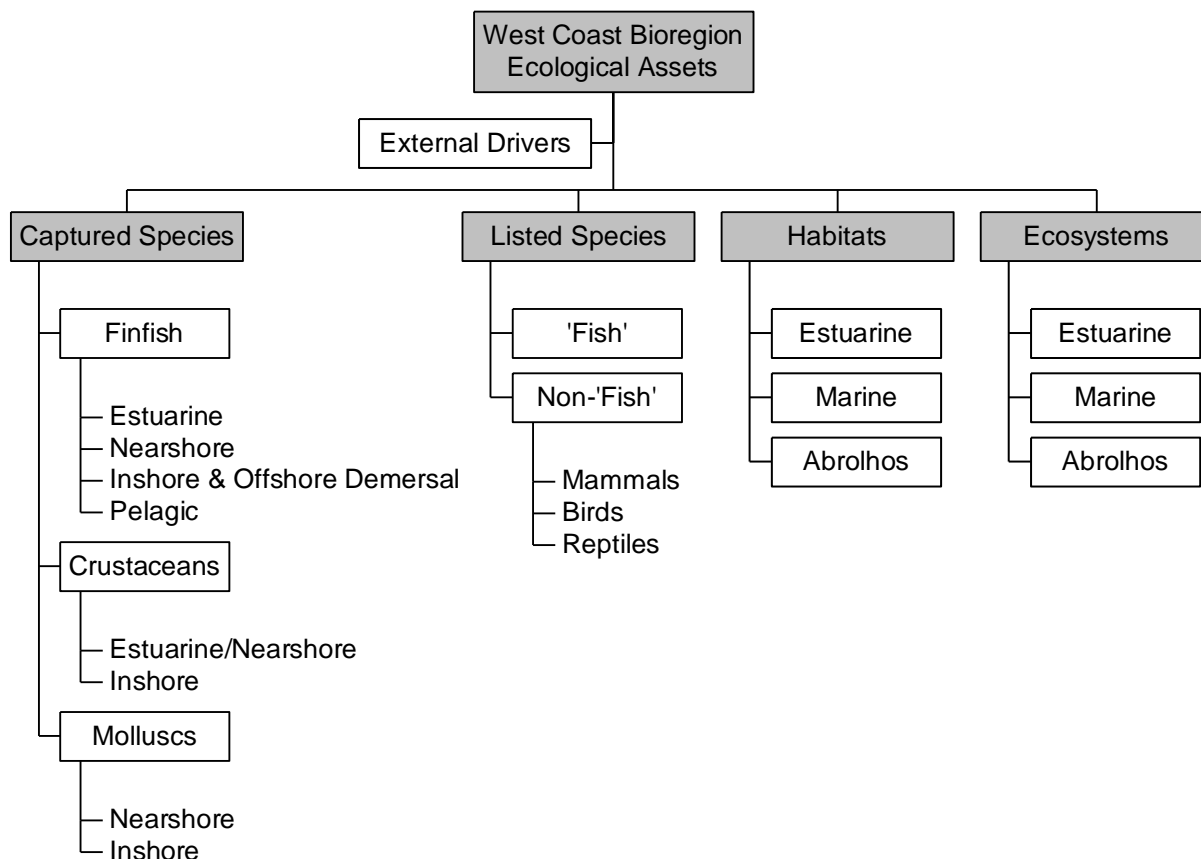 West Coast Bioregion
Ecological Assets
External Drivers
Captured Species
Finfish
Estuarine
Nearshore
Inshore & Offshore Demersal
Pelagic
Crustaceans
Estuarine/Nearshore
Inshore
Molluscs
Nearshore
Inshore
Listed Species
'Fish'
Non-'Fish'
Mammals
Birds
Reptiles
Habitats
Estuarine
Marine
Abrolhos
Ecosystems
Estuarine
Marine
Abrolhos